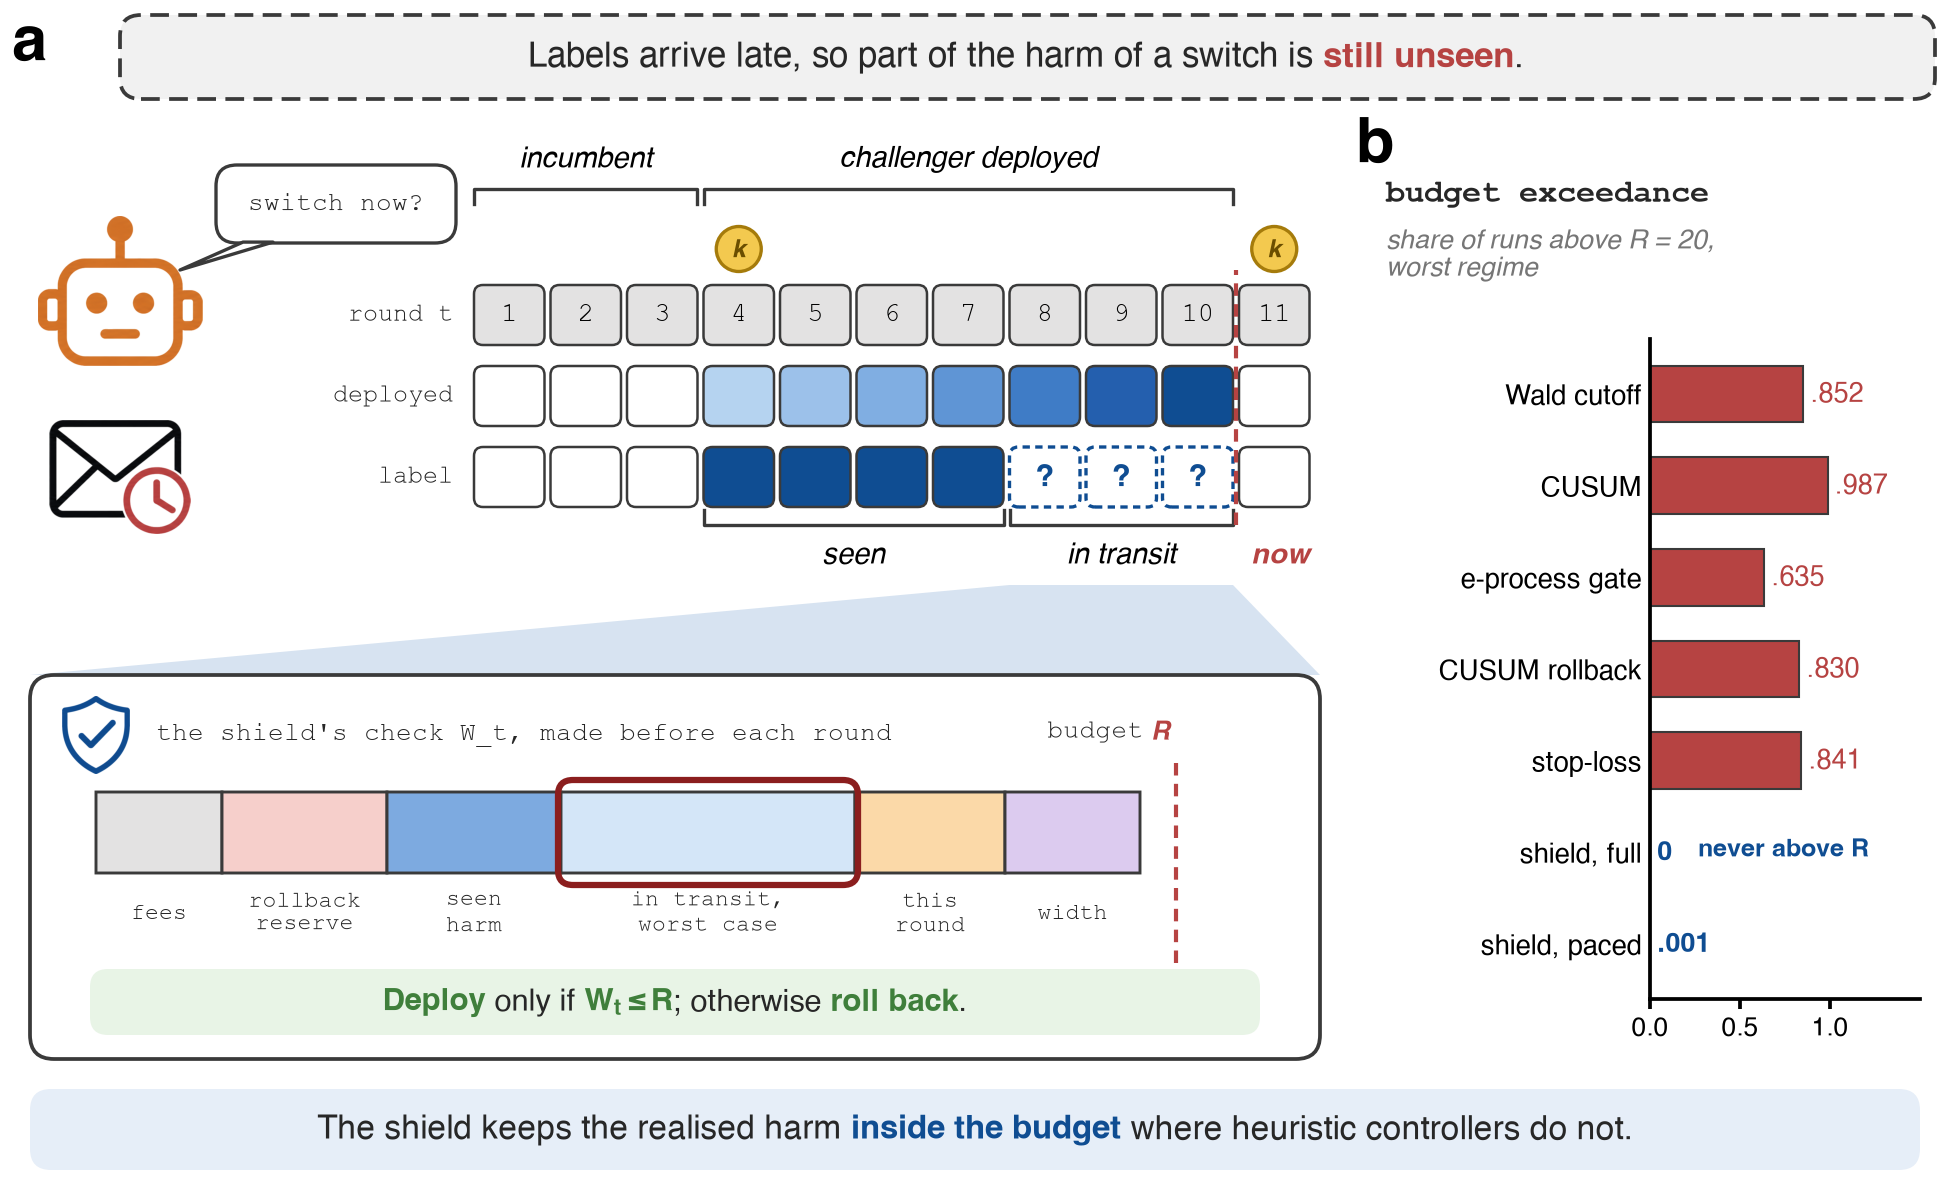 a
Labels arrive late, so part of the harm of a switch is still unseen.
switch now?
incumbent
challenger deployed
k
k
round t
1 2 3 4 5 6 7 8 9 10 11
deployed
label
? ? ?
seen
in transit
now
the shield's check W_t, made before each round
budget R
fees
rollback
reserve
seen
harm
in transit,
worst case
this
round
width
Deploy only if Wt ≤ R; otherwise roll back.
b
budget exceedance
share of runs above R = 20,
worst regime
Wald cutoff .852
CUSUM .987
e-process gate .635
CUSUM rollback .830
stop-loss .841
shield, full 0 never above R
shield, paced .001
0.0 0.5 1.0
The shield keeps the realised harm inside the budget where heuristic controllers do not.